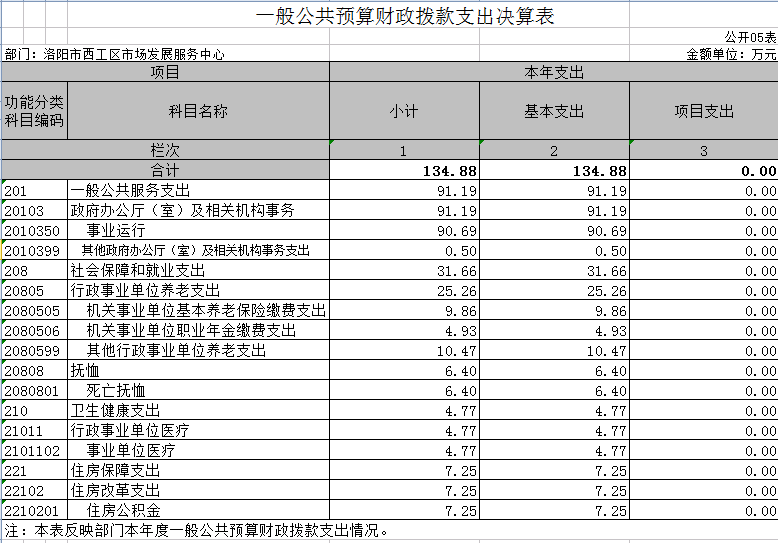 一般公共预算财政拨款支出决算表
公开05表
部门：洛阳市西工区市场发展服务中心 金额单位：万元
项目 本年支出
功能分类科目编码 科目名称 小计 基本支出 项目支出
栏次 1 2 3
合计 134.88 134.88 0.00
201 一般公共服务支出 91.19 91.19 0.00
20103 政府办公厅（室）及相关机构事务 91.19 91.19 0.00
2010350 事业运行 90.69 90.69 0.00
2010399 其他政府办公厅（室）及相关机构事务支出 0.50 0.50 0.00
208 社会保障和就业支出 31.66 31.66 0.00
20805 行政事业单位养老支出 25.26 25.26 0.00
2080505 机关事业单位基本养老保险缴费支出 9.86 9.86 0.00
2080506 机关事业单位职业年金缴费支出 4.93 4.93 0.00
2080599 其他行政事业单位养老支出 10.47 10.47 0.00
20808 抚恤 6.40 6.40 0.00
2080801 死亡抚恤 6.40 6.40 0.00
210 卫生健康支出 4.77 4.77 0.00
21011 行政事业单位医疗 4.77 4.77 0.00
2101102 事业单位医疗 4.77 4.77 0.00
221 住房保障支出 7.25 7.25 0.00
22102 住房改革支出 7.25 7.25 0.00
2210201 住房公积金 7.25 7.25 0.00
注：本表反映部门本年度一般公共预算财政拨款支出情况。